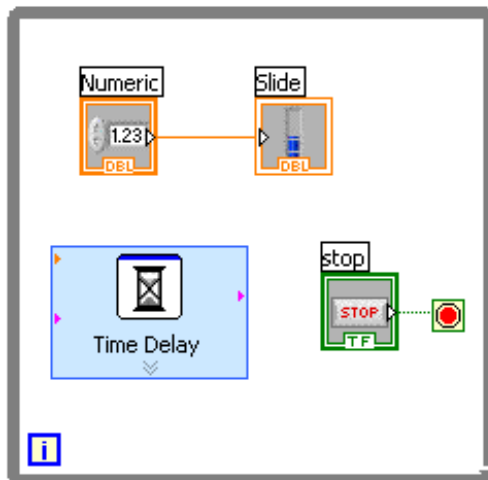 Numeric
Slide
1.23
DBL
DBL
stop
STOP
Time Delay
TF
i